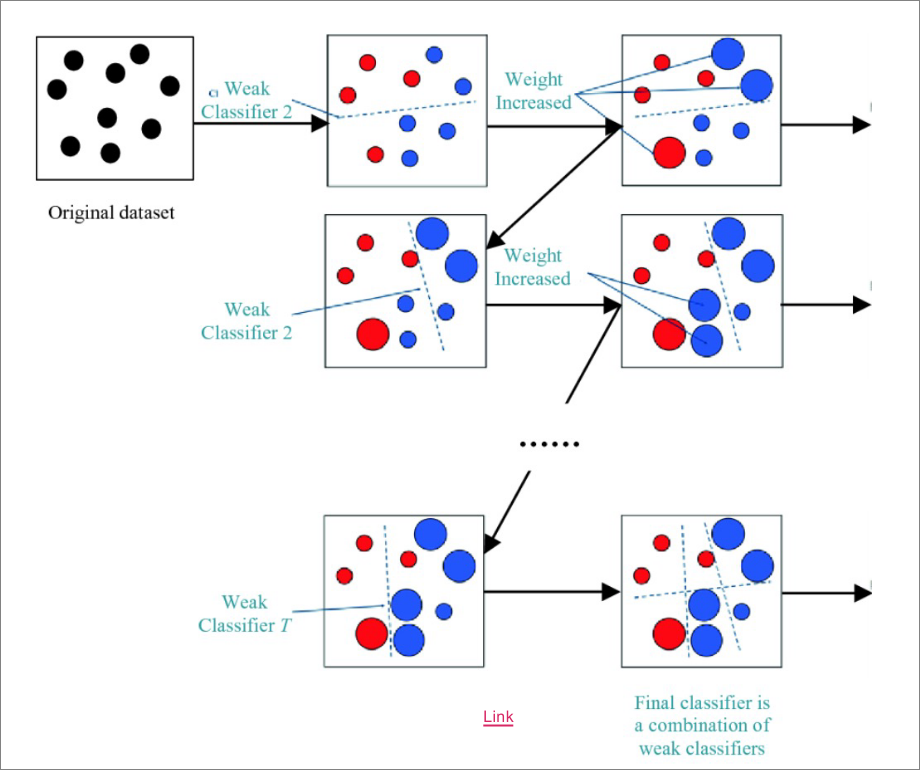 C1 Weak
Classifier 2
Weight
Increased
Original dataset
Weak
Classifier 2
Weight
Increased
......
Weak
Classifier T
Link
Final classifier is
a combination of
weak classifiers